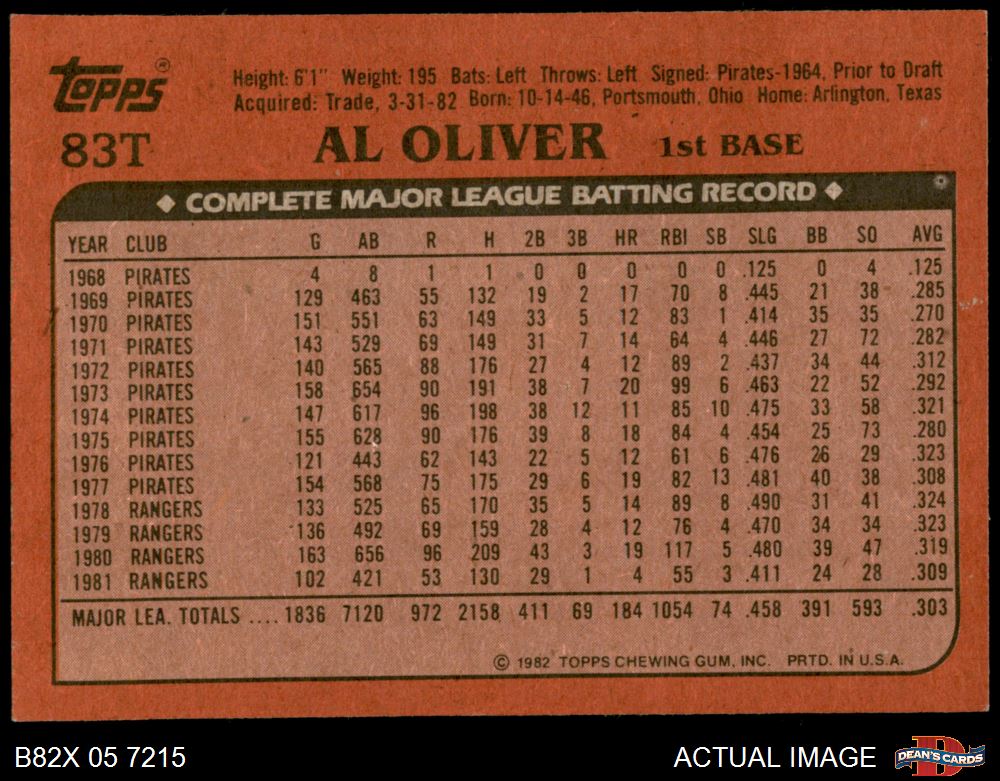 Topps®
Height: 6'1" Weight: 195 Bats: Left Throws: Left Signed: Pirates-1964, Prior to Draft
Acquired: Trade, 3-31-82 Born: 10-14-46, Portsmouth, Ohio Home: Arlington, Texas
83T AL OLIVER 1st BASE
COMPLETE MAJOR LEAGUE BATTING RECORD
YEAR CLUB G AB R H 2B 3B HR RBI SB SLG BB SO AVG
1968 PIRATES 4 8 1 1 0 0 0 0 0 .125 0 4 .125
1969 PIRATES 129 463 55 132 19 2 17 70 8 .445 21 38 .285
1970 PIRATES 151 551 63 149 33 5 12 83 1 .414 35 35 .270
1971 PIRATES 143 529 69 149 31 7 14 64 4 .446 27 72 .282
1972 PIRATES 140 565 88 176 27 4 12 89 2 .437 34 44 .312
1973 PIRATES 158 654 90 191 38 7 20 99 6 .463 22 52 .292
1974 PIRATES 147 617 96 198 38 12 11 85 10 .475 33 58 .321
1975 PIRATES 155 628 90 176 39 8 18 84 4 .454 25 73 .280
1976 PIRATES 121 443 62 143 22 5 12 61 6 .476 26 29 .323
1977 PIRATES 154 568 75 175 29 6 19 82 13 .481 40 38 .308
1978 RANGERS 133 525 65 170 35 5 14 89 8 .490 31 41 .324
1979 RANGERS 136 492 69 159 28 4 12 76 4 .470 34 34 .323
1980 RANGERS 163 656 96 209 43 3 19 117 5 .480 39 47 .319
1981 RANGERS 102 421 53 130 29 1 4 55 3 .411 24 28 .309
MAJOR LEA. TOTALS .... 1836 7120 972 2158 411 69 184 1054 74 .458 391 593 .303
© 1982 TOPPS CHEWING GUM, INC. PRTD. IN U.S.A.
B82X 05 7215 ACTUAL IMAGE DEAN'S CARDS